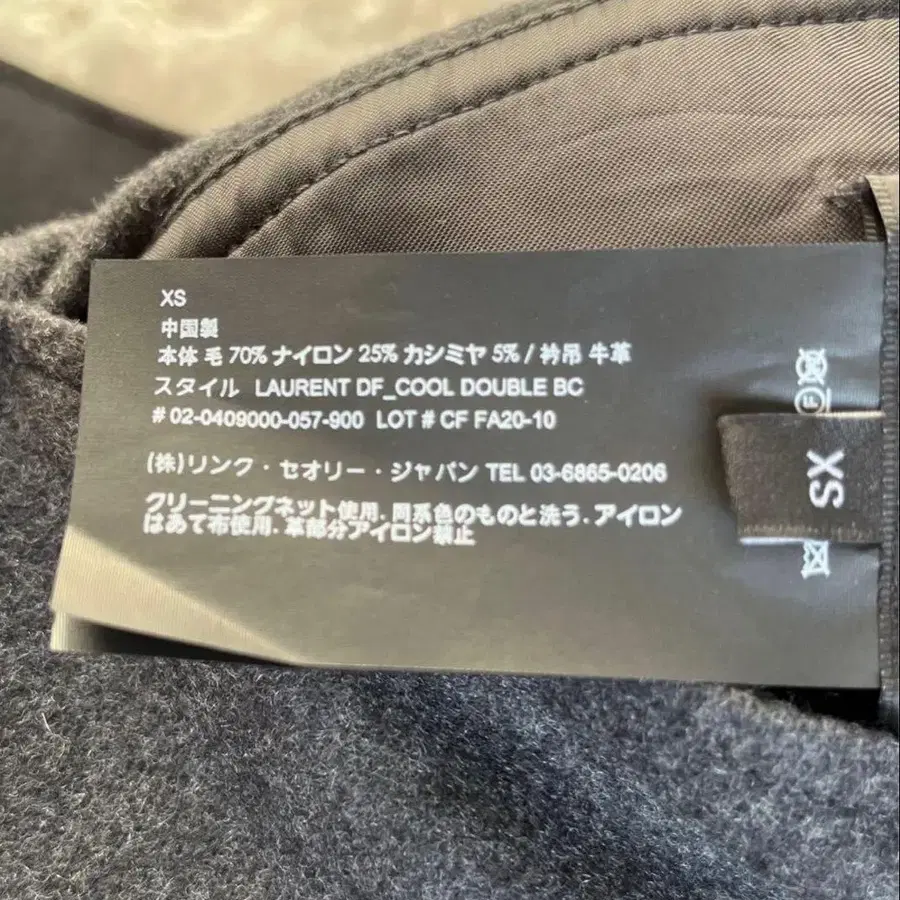 XS
中国製
本体 毛 70% ナイロン 25% カシミヤ 5% / 衿吊 牛革
スタイル LAURENT DF_COOL DOUBLE BC
# 02-0409000-057-900 LOT # CF FA20-10
(株)リンク・セオリー・ジャパン TEL 03-6865-0206
クリーニングネット使用. 同系色のものと洗う. アイロン
はあて布使用. 革部分アイロン禁止
XS
F